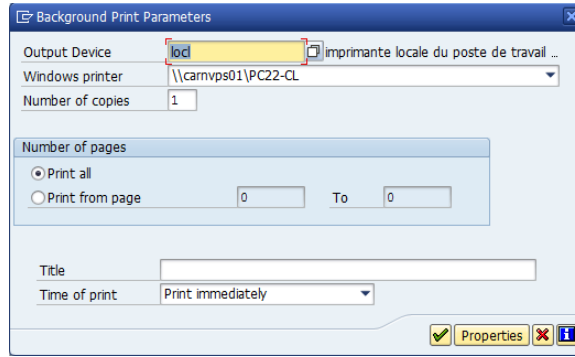 Background Print Parameters
Output Device locl imprimante locale du poste de travail ...
Windows printer \\carnvps01\PC22-CL
Number of copies 1
Number of pages
Print all
Print from page 0 To 0
Title
Time of print Print immediately
Properties